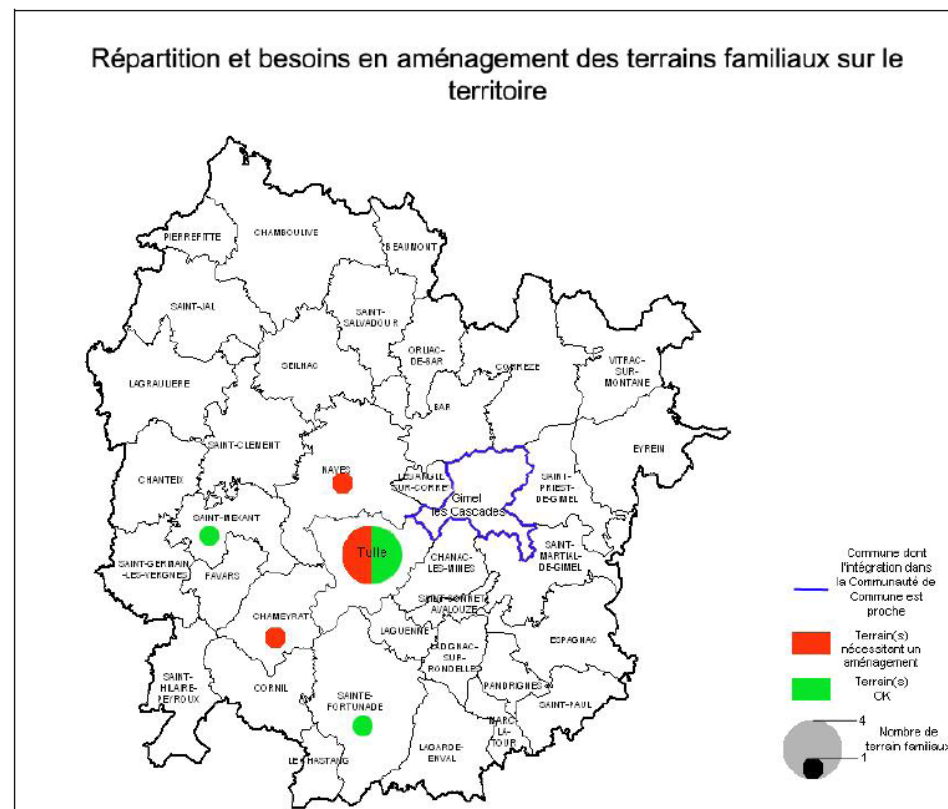 Répartition et besoins en aménagement des terrains familiaux sur le
territoire
PIERREFITTE
CHAMBOULIVE
BEAUMONT
SAINT-JAL
SAINT-
SALVADOUR
ORLIAC-
DE-BAR
SEILHAC
CORREZE
VITRAC-
SUR-
MONTANE
LAGRAULIERE
BAR
SAINT-CLEMENT
EYREIN
NAVES
CHANTEIX
SUR-CORRE
Gimel
les Cascades
SAINT-
PRIEST-
DE-GIMEL
SAINT-MEXANT
Tulle
SAINT-
MARTIAL-
DE-GIMEL
CHANAC-
LES-MINES
SAINT-GERMAIN
-LES-VERGNES
FAVARS
AVALOUZE
CHAMEYRAT
LAGUENNE
ESPAGNAC
SUR-
RONDELLES
SAINT-
HILAIRE-
PEYROUX
CORNIL
SAINTE-
FORTUNADE
PANDRIGNES
SAINT-PAUL
MARC-
LA-
TOUR
LAGARDE-
ENVAL
LE CHASTANG
Commune dont
l'intégration dans
la Communauté de
Commune est
proche
Terrain(s)
nécessitant un
aménagement
Terrain(s)
OK
4
Nombre de
terrain familiaux
1